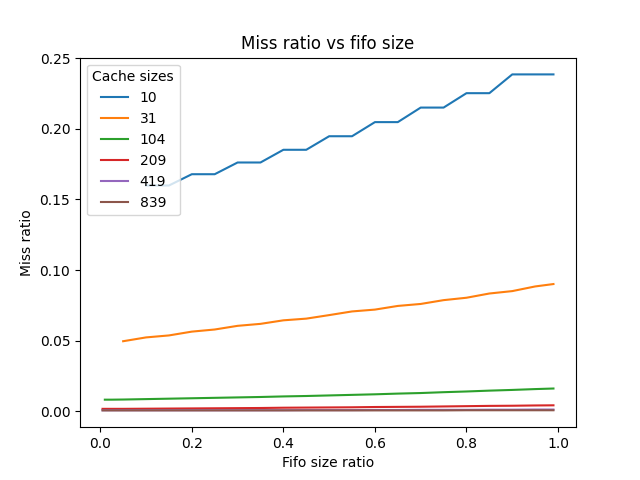 Miss ratio vs fifo size
Cache sizes
10
31
104
209
419
839
0.25
0.20
0.15
0.10
0.05
0.00
Miss ratio
0.0 0.2 0.4 0.6 0.8 1.0
Fifo size ratio